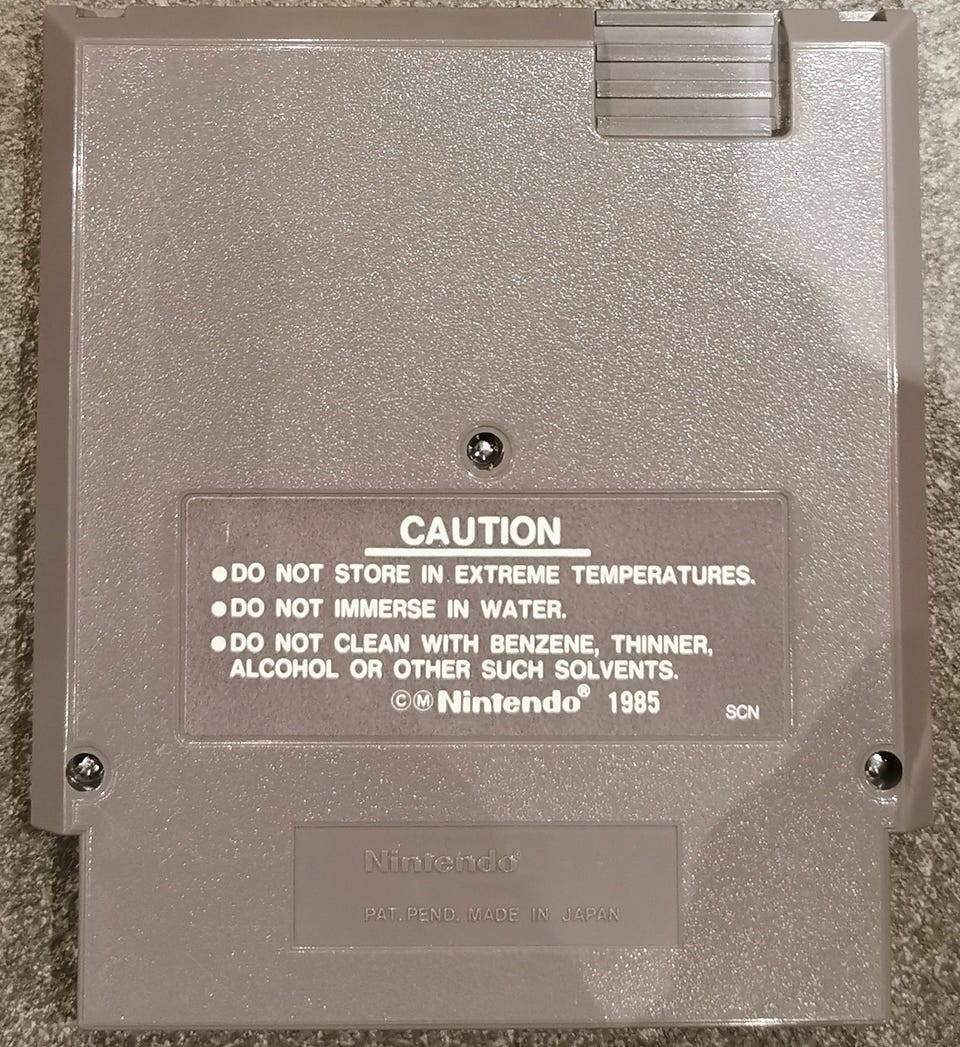 CAUTION
●DO NOT STORE IN EXTREME TEMPERATURES.
●DO NOT IMMERSE IN WATER.
●DO NOT CLEAN WITH BENZENE, THINNER,
ALCOHOL OR OTHER SUCH SOLVENTS.
ⒸⓂNintendo® 1985
SCN
Nintendo®
PAT. PEND. MADE IN JAPAN